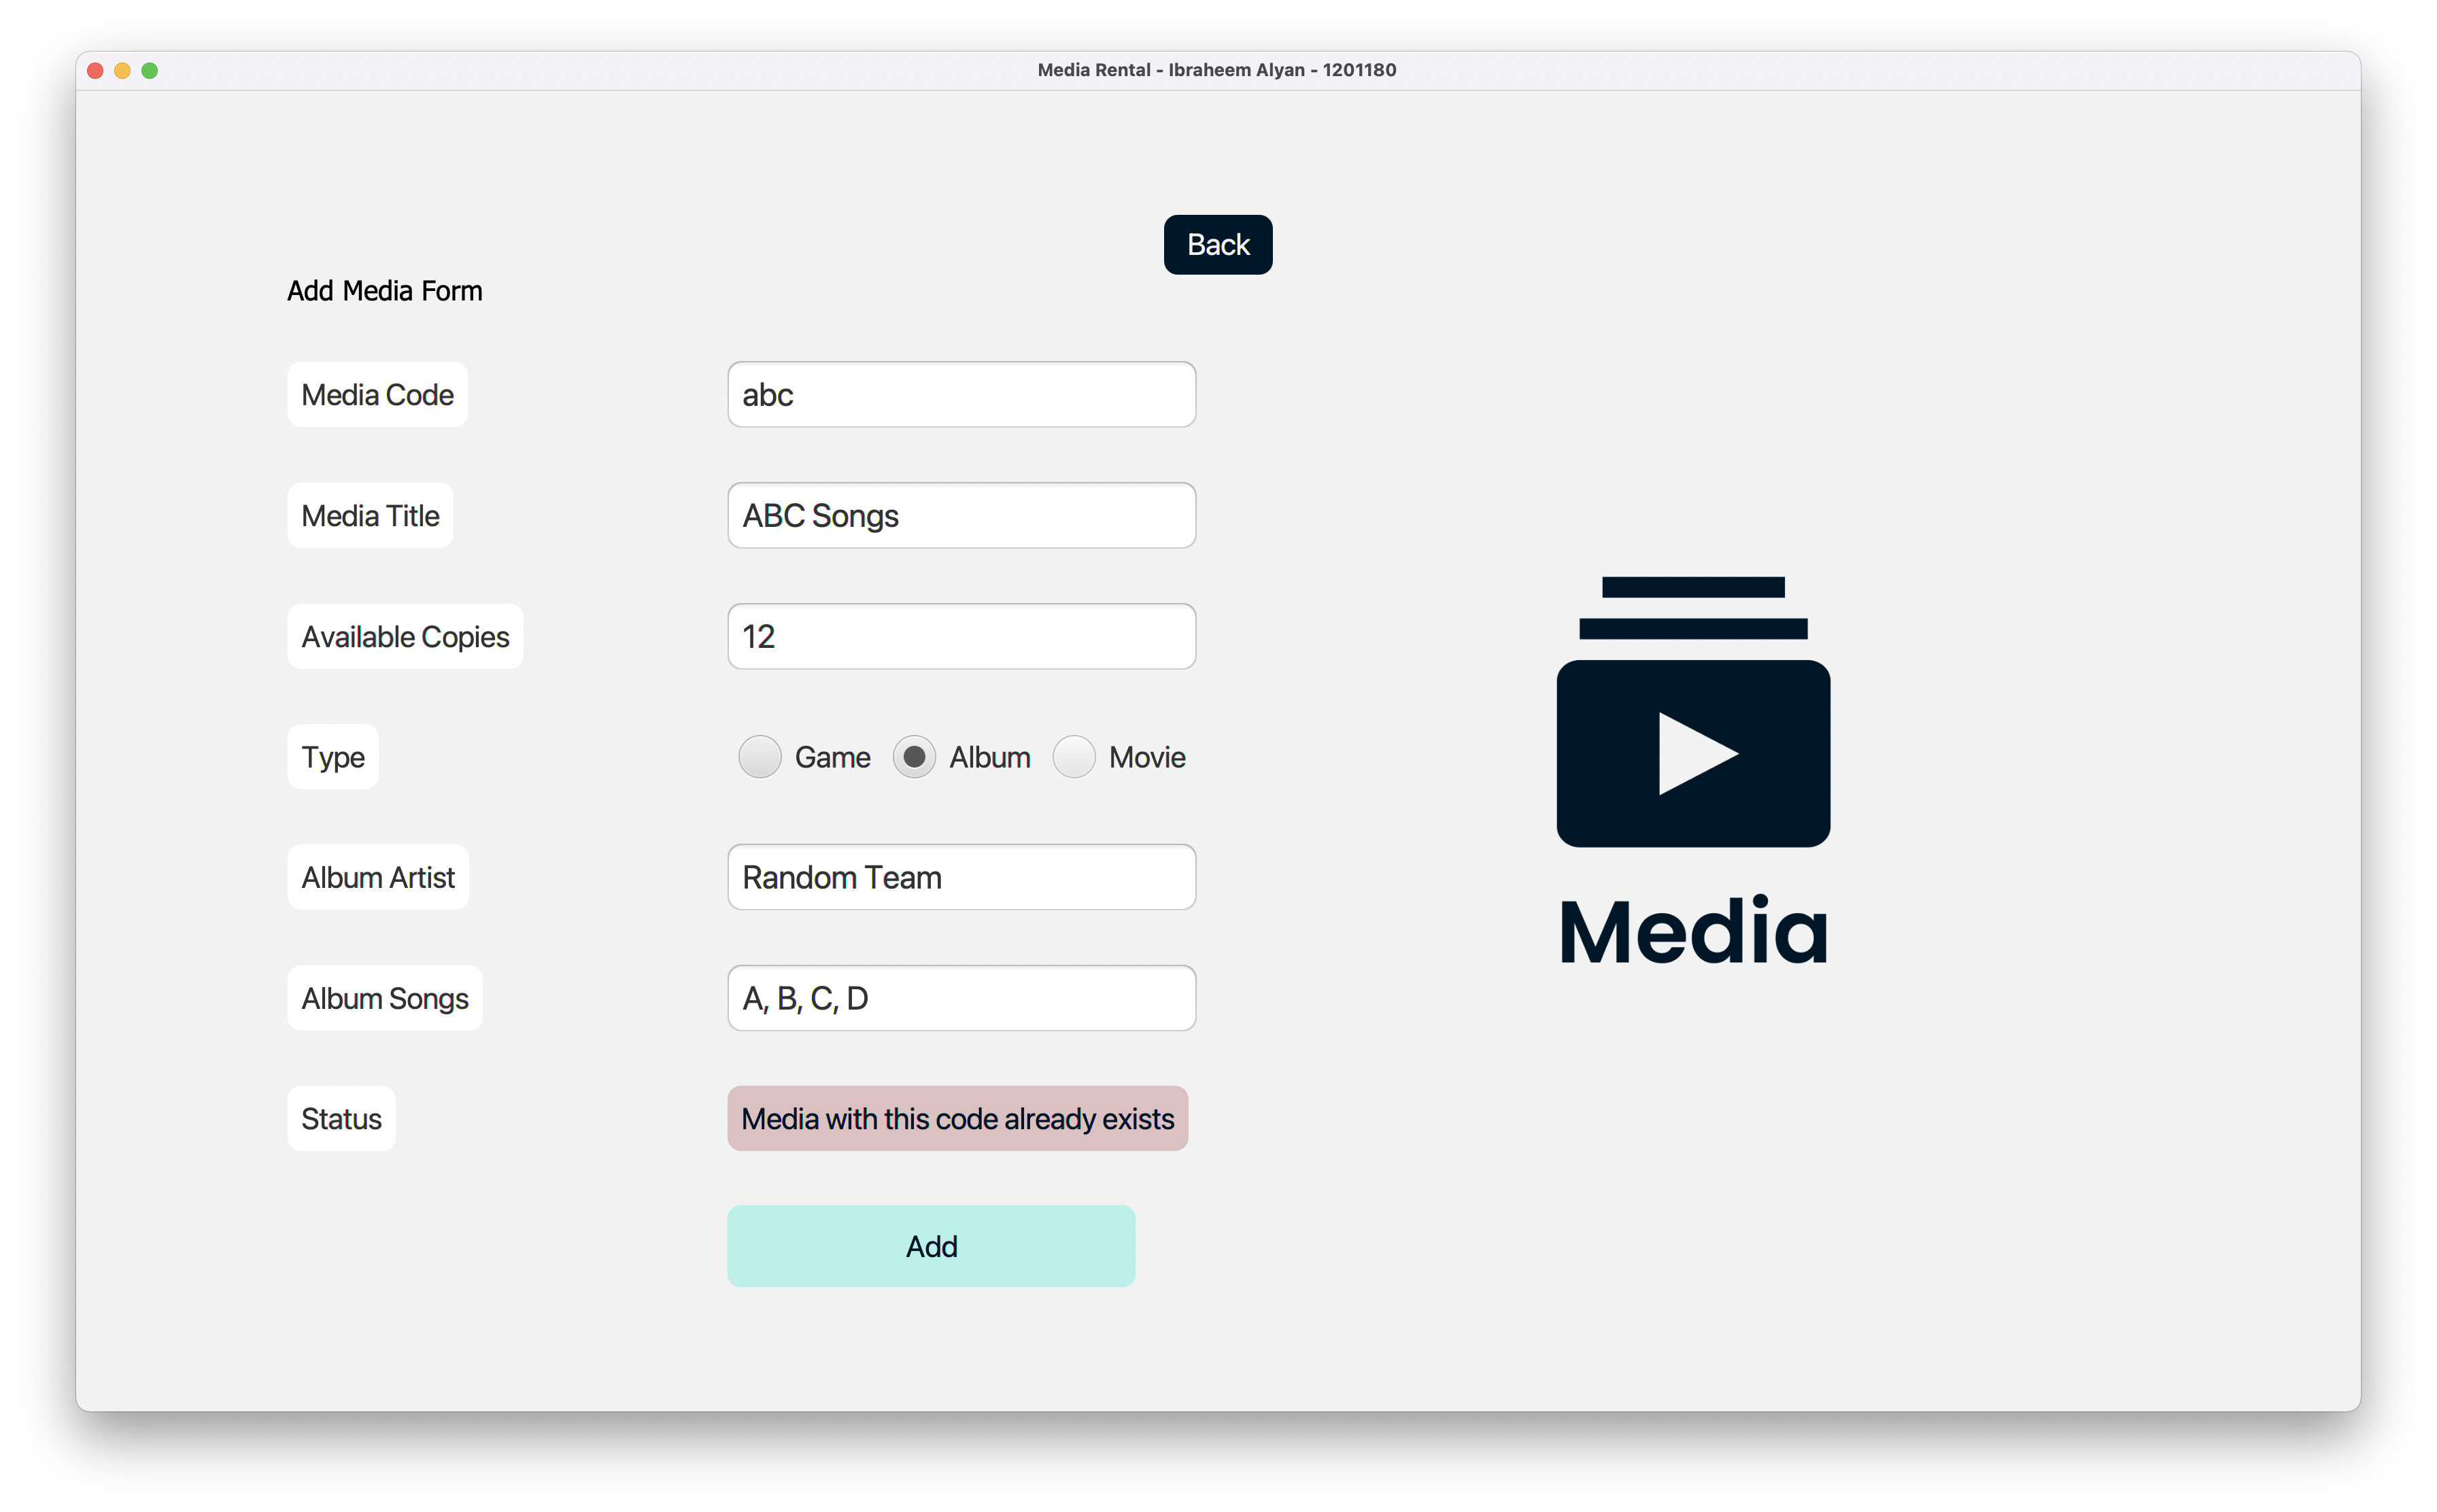 Media Rental - Ibraheem Alyan - 1201180
Back
Add Media Form
Media Code abc
Media Title ABC Songs
Available Copies 12
Type Game Album Movie
Album Artist Random Team
Album Songs A, B, C, D
Status Media with this code already exists
Add
Media